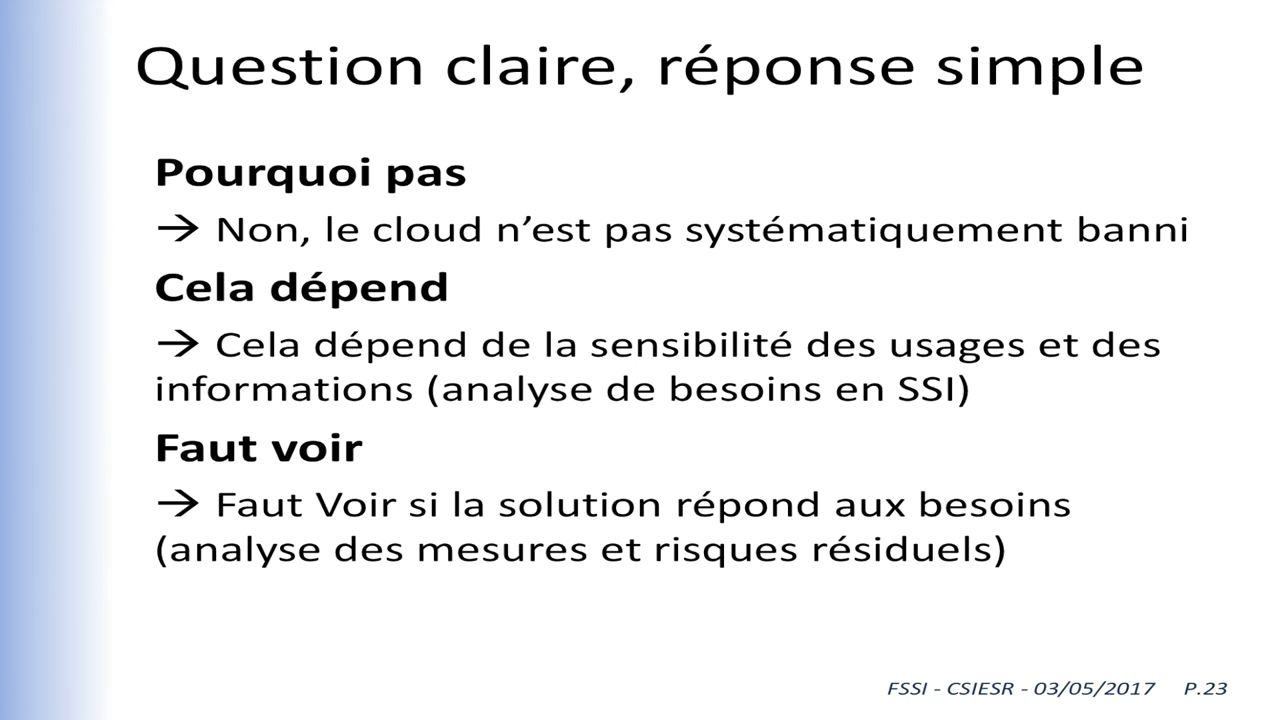 Question claire, réponse simple
Pourquoi pas
→ Non, le cloud n’est pas systématiquement banni
Cela dépend
→ Cela dépend de la sensibilité des usages et des
informations (analyse de besoins en SSI)
Faut voir
→ Faut Voir si la solution répond aux besoins
(analyse des mesures et risques résiduels)
FSSI - CSIESR - 03/05/2017 P.23